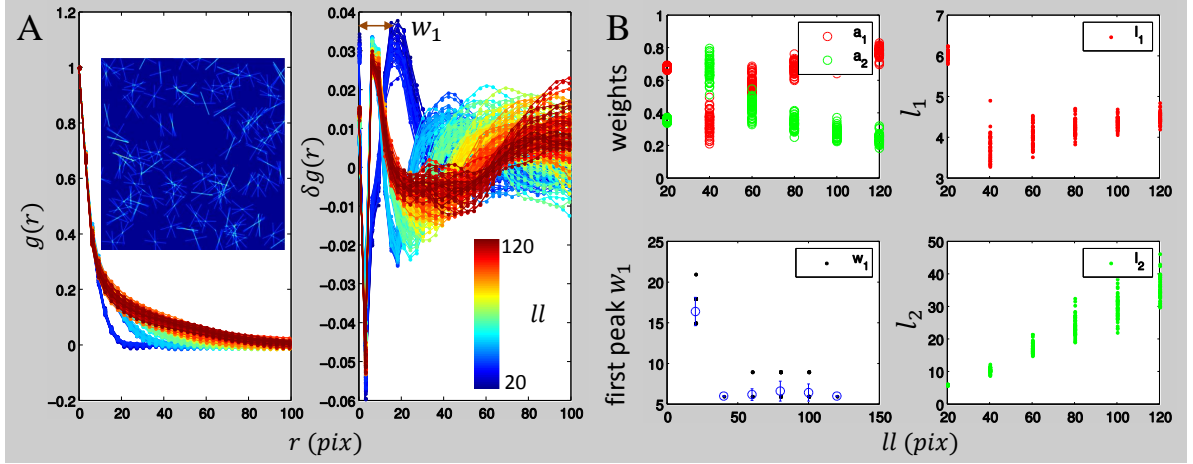 A
g(r)
1.2
1
0.8
0.6
0.4
0.2
0
−0.2
0 20 40 60 80 100
δg(r)
0.04
0.03
0.02
0.01
0
−0.01
−0.02
−0.03
−0.04
−0.05
−0.06
0 20 40 60 80 100
w₁
ll
120
20
r (pix)
B
weights
1
0.8
0.6
0.4
0.2
0
20 40 60 80 100 120
a₁
a₂
l₁
7
6
5
4
3
20 40 60 80 100 120
l₁
first peak w₁
25
20
15
10
5
0 50 100 150
w₁
l₂
50
40
30
20
10
0
20 40 60 80 100 120
l₂
ll (pix)